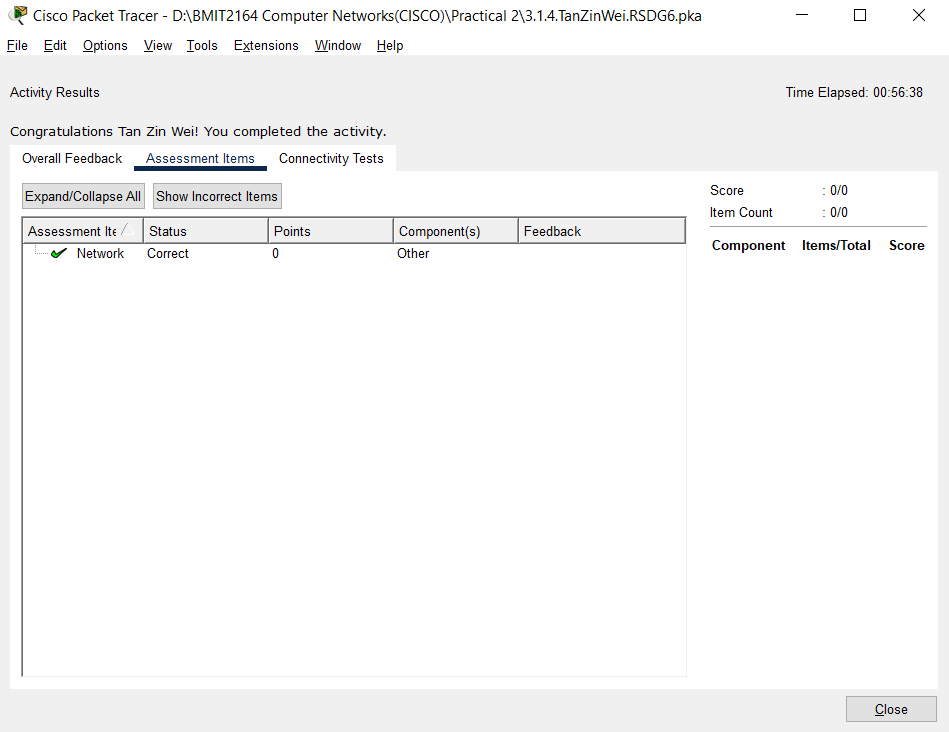 Cisco Packet Tracer - D:\BMIT2164 Computer Networks(CISCO)\Practical 2\3.1.4.TanZinWei.RSDG6.pka
File Edit Options View Tools Extensions Window Help
Activity Results
Time Elapsed: 00:56:38
Congratulations Tan Zin Wei! You completed the activity.
Overall Feedback Assessment Items Connectivity Tests
Expand/Collapse All Show Incorrect Items
Assessment Ite Status Points Component(s) Feedback
Network Correct 0 Other
Score : 0/0
Item Count : 0/0
Component Items/Total Score
Close